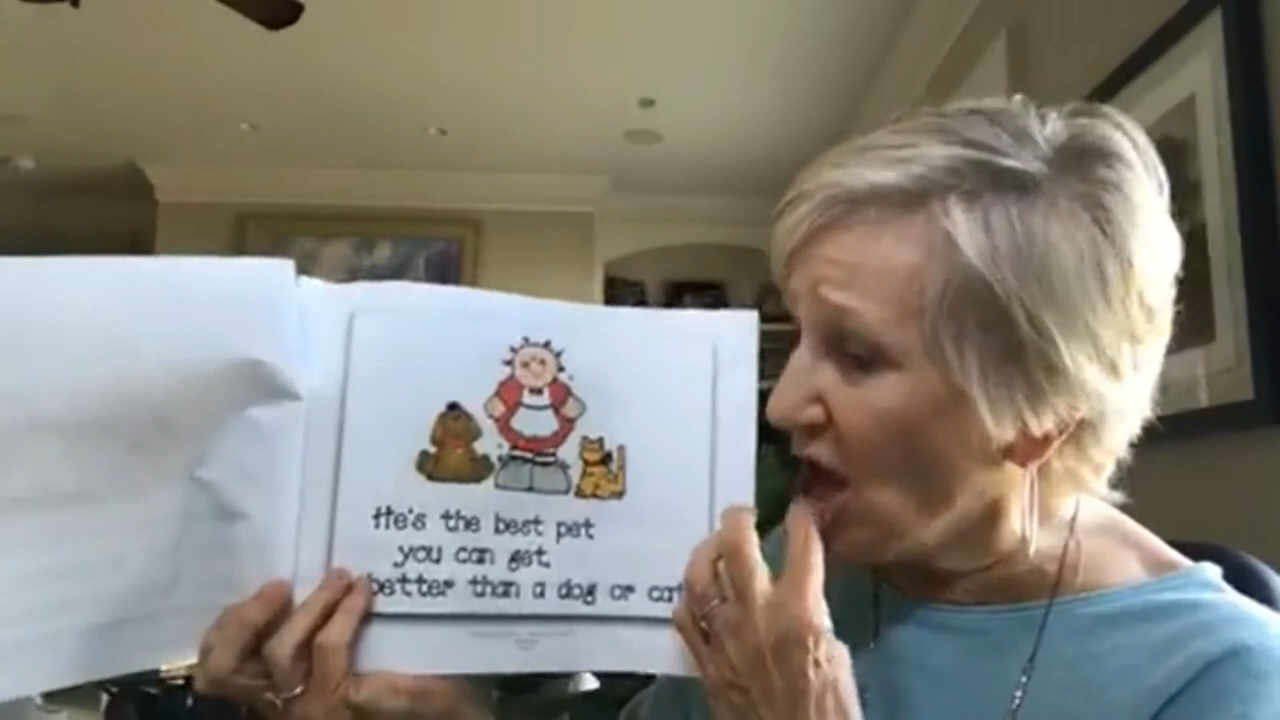 He's the best pet
you can get,
better than a dog or cat